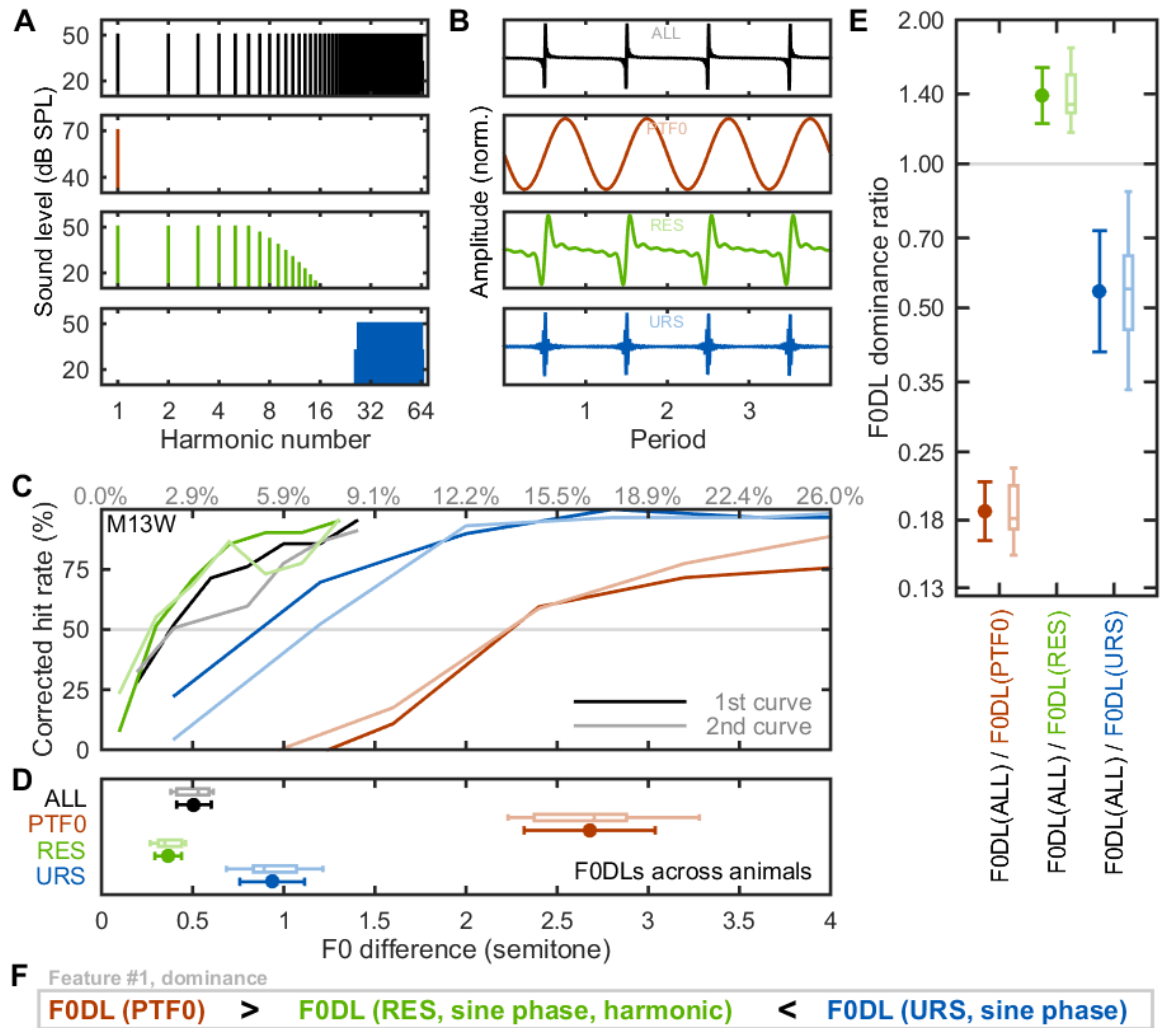 A
50
20
70
40
50
20
50
20
Sound level (dB SPL)
1 2 4 8 16 32 64
Harmonic number
B
ALL
PTF0
RES
URS
Amplitude (norm.)
1 2 3
Period
C
0.0% 2.9% 5.9% 9.1% 12.2% 15.5% 18.9% 22.4% 26.0%
M13W
75
50
25
0
Corrected hit rate (%)
1st curve
2nd curve
D
ALL
PTF0
RES
URS
F0DLs across animals
0 0.5 1 1.5 2 2.5 3 3.5 4
F0 difference (semitone)
E
2.00
1.40
1.00
0.70
0.50
0.35
0.25
0.18
0.13
F0DL dominance ratio
F0DL(ALL) / F0DL(PTF0)
F0DL(ALL) / F0DL(RES)
F0DL(ALL) / F0DL(URS)
F
Feature #1, dominance
F0DL (PTF0) > F0DL (RES, sine phase, harmonic) < F0DL (URS, sine phase)